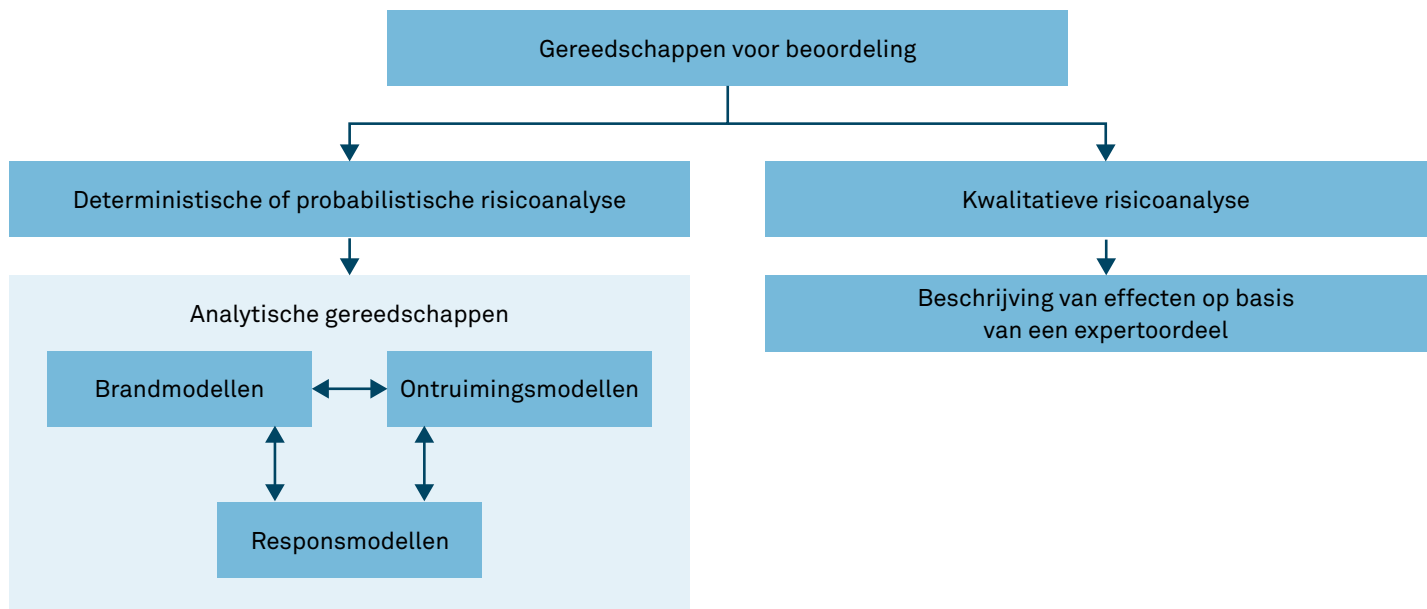 Gereedschappen voor beoordeling
Deterministische of probabilistische risicoanalyse
Kwalitatieve risicoanalyse
Analytische gereedschappen
Beschrijving van effecten op basis
van een expertoordeel
Brandmodellen
Ontruimingsmodellen
Responsmodellen